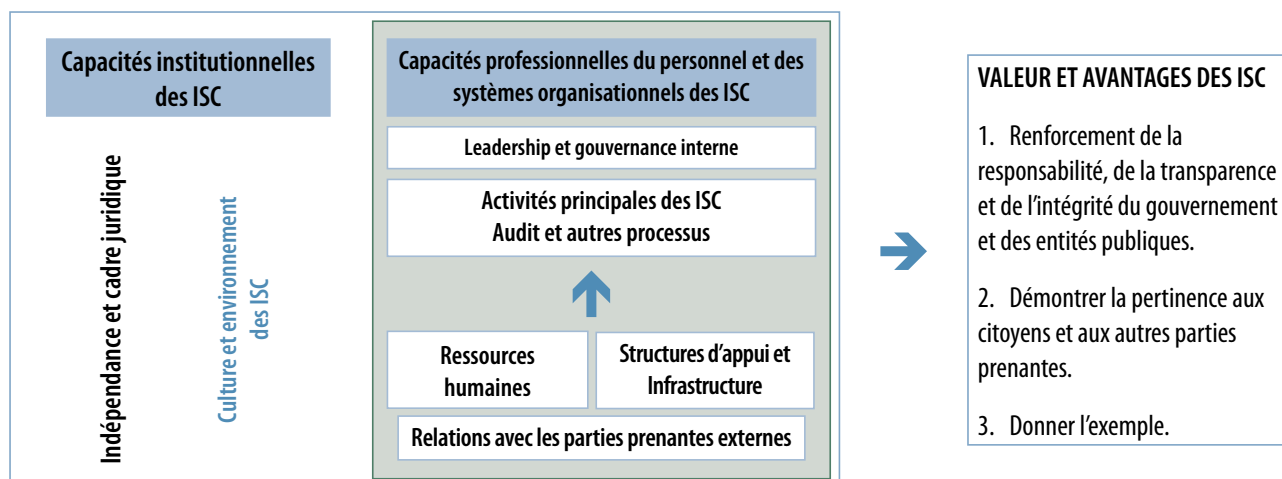 Capacités institutionnelles
des ISC
Indépendance et cadre juridique
Culture et environnement
des ISC
Capacités professionnelles du personnel et des
systèmes organisationnels des ISC
Leadership et gouvernance interne
Activités principales des ISC
Audit et autres processus
Ressources
humaines
Structures d'appui et
Infrastructure
Relations avec les parties prenantes externes
VALEUR ET AVANTAGES DES ISC
1. Renforcement de la
responsabilité, de la transparence
et de l'intégrité du gouvernement
et des entités publiques.
2. Démontrer la pertinence aux
citoyens et aux autres parties
prenantes.
3. Donner l'exemple.